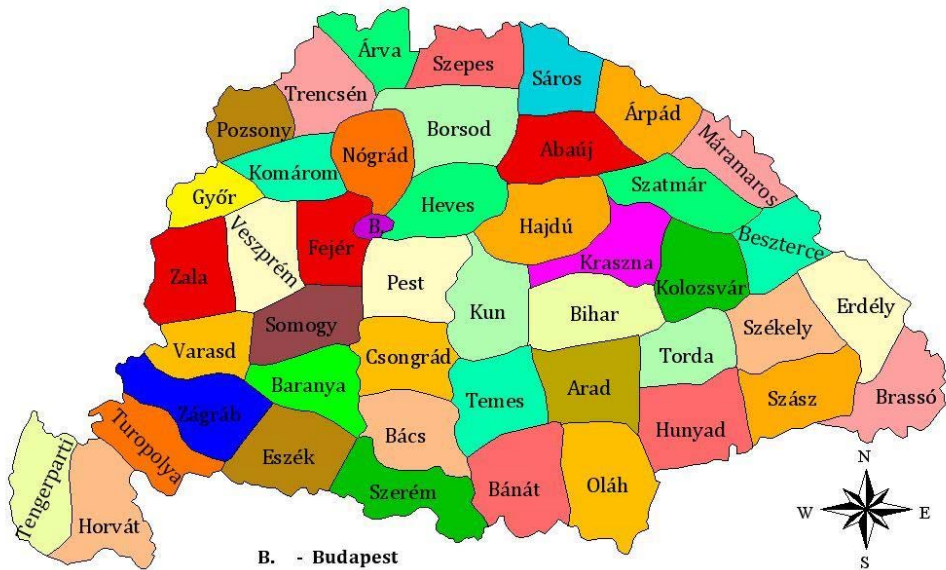 Árva
Szepes
Sáros
Trencsén
Árpád
Pozsony
Borsod
Nógrád
Abaúj
Máramaros
Komárom
Szatmár
Győr
Heves
Hajdú
Veszprém
Fejér
B.
Beszterce
Kraszna
Zala
Pest
Kolozsvár
Erdély
Somogy
Kun
Bihar
Székely
Varasd
Csongrád
Torda
Baranya
Temes
Arad
Szász
Brassó
Zágráb
Turopolya
Bács
Hunyad
Eszék
Szerém
Bánát
Oláh
Tengerparti
Horvát
N
W
E
S
B. - Budapest